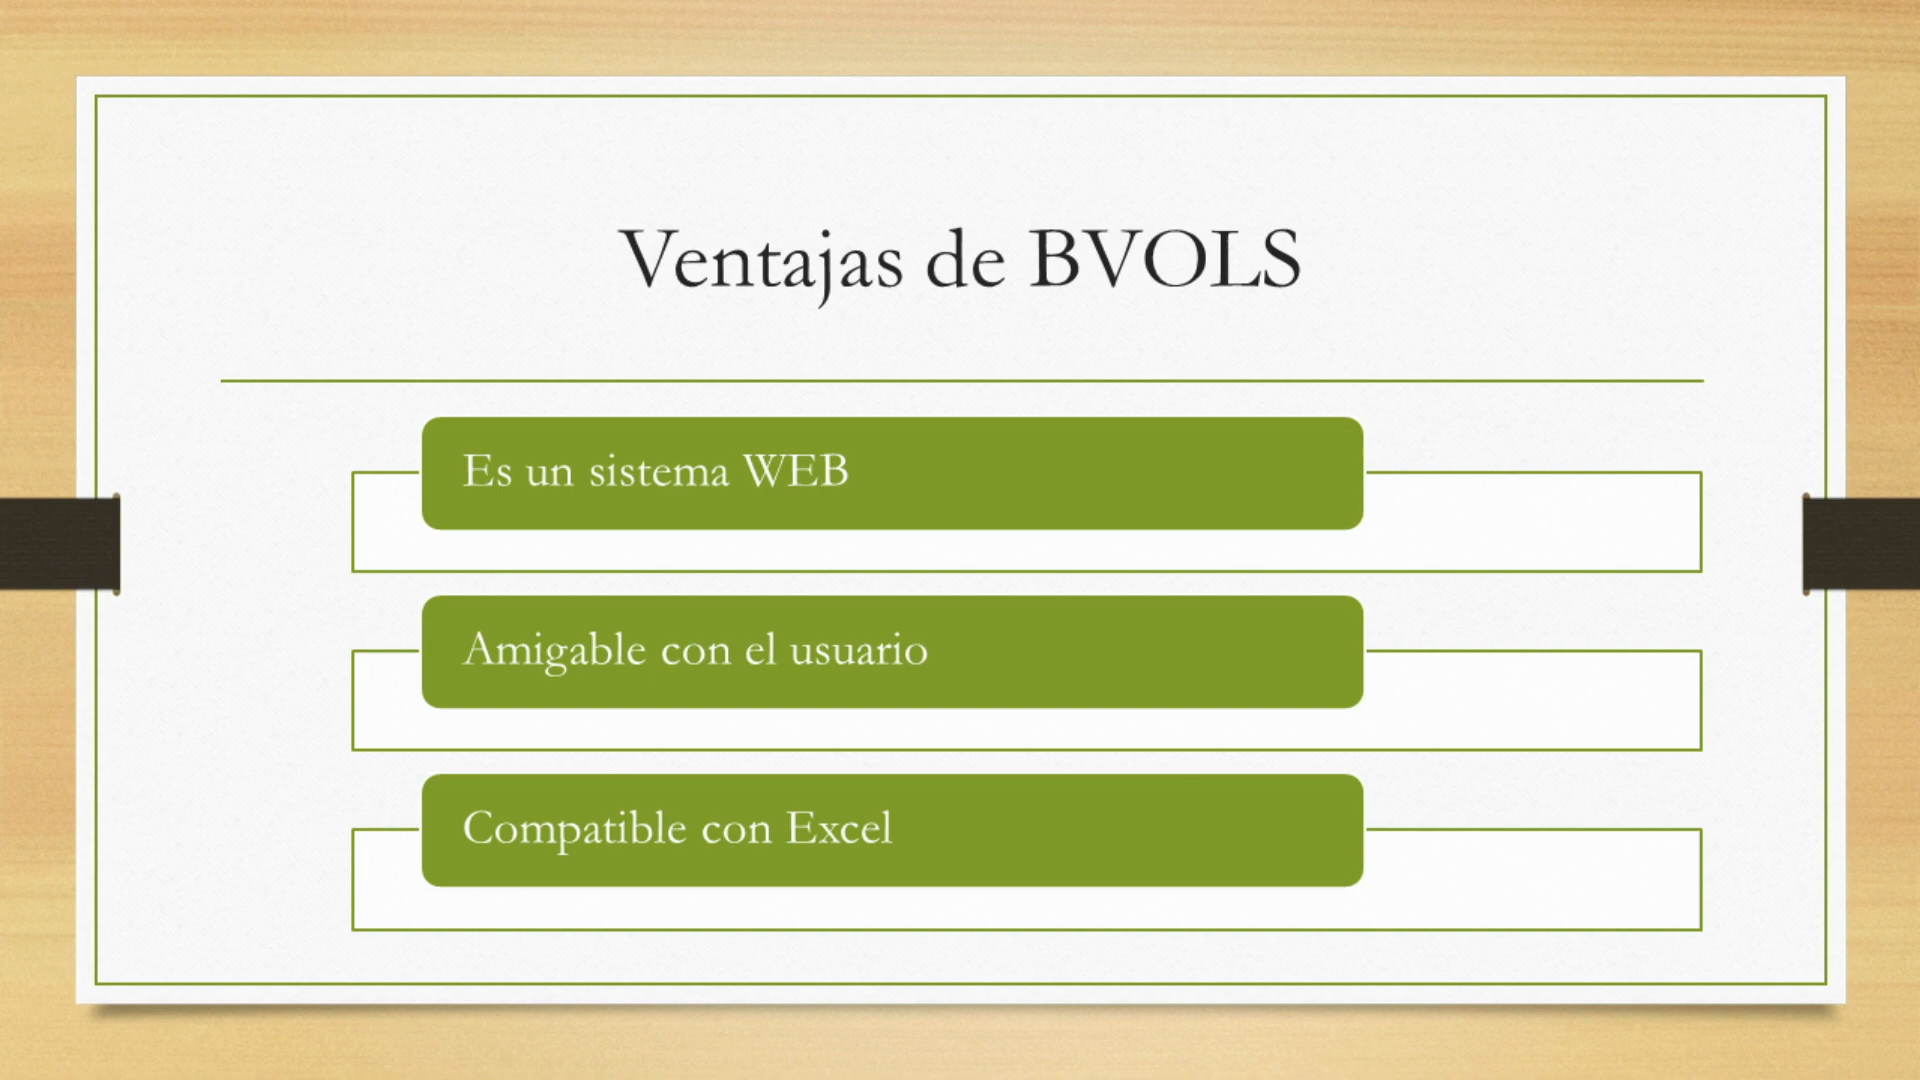 Ventajas de BVOLS
Es un sistema WEB
Amigable con el usuario
Compatible con Excel